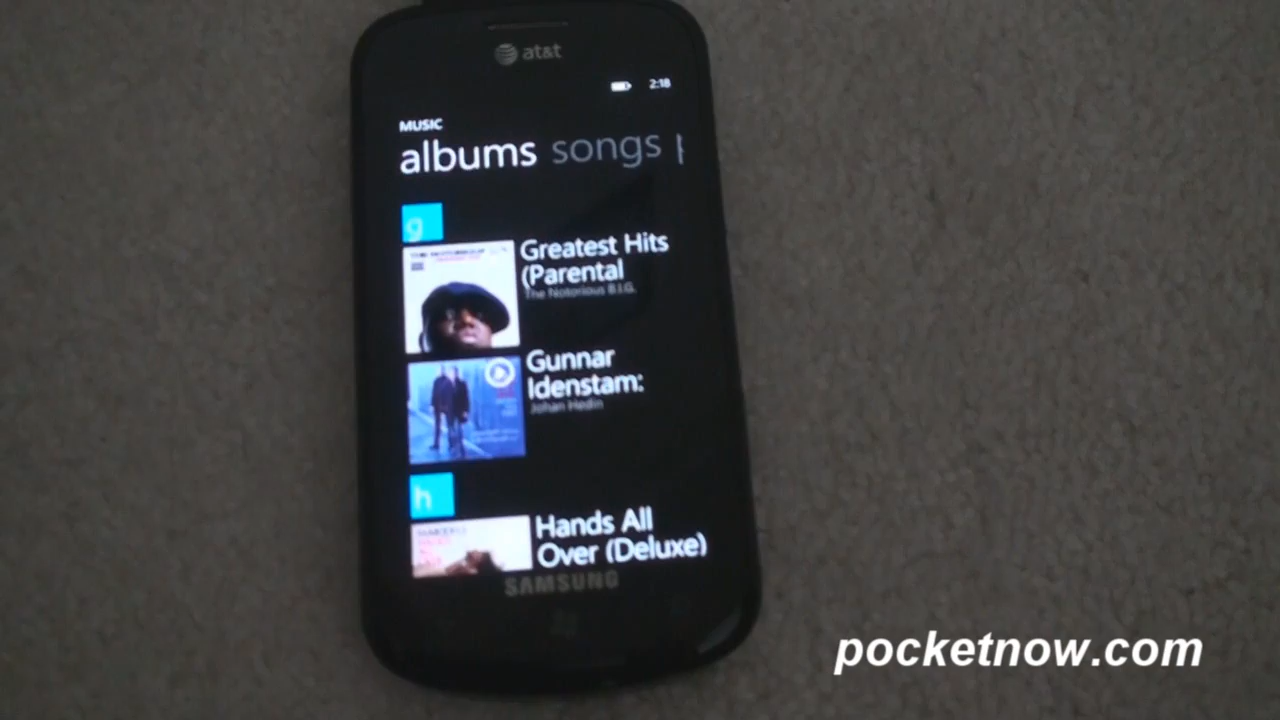 at&t
2:18
MUSIC
albums songs
g
Greatest Hits
(Parental
The Notorious B.I.G.
Gunnar
Idenstam:
Johan Hedin
h
Hands All
Over (Deluxe)
SAMSUNG
pocketnow.com